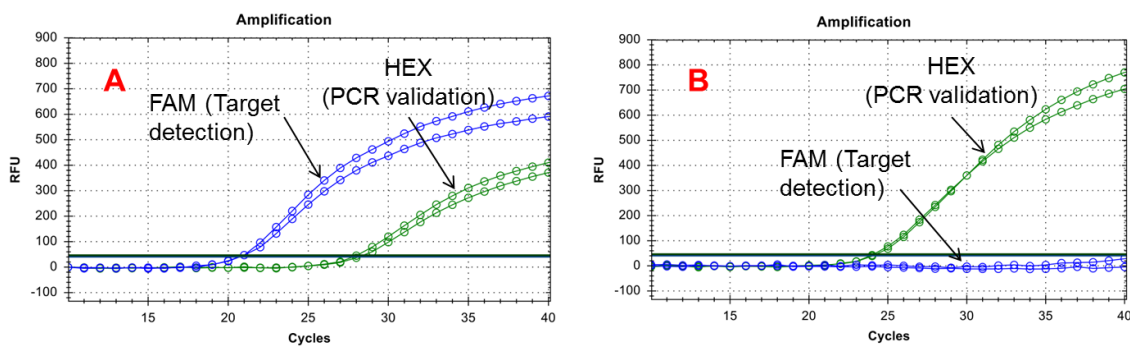 Amplification
900
800
700
600
500
400
300
200
100
0
-100
RFU
A
FAM (Target
detection)
HEX
(PCR validation)
15
20
25
30
35
40
Cycles
Amplification
900
800
700
600
500
400
300
200
100
0
-100
RFU
B
HEX
(PCR validation)
FAM (Target
detection)
15
20
25
30
35
40
Cycles